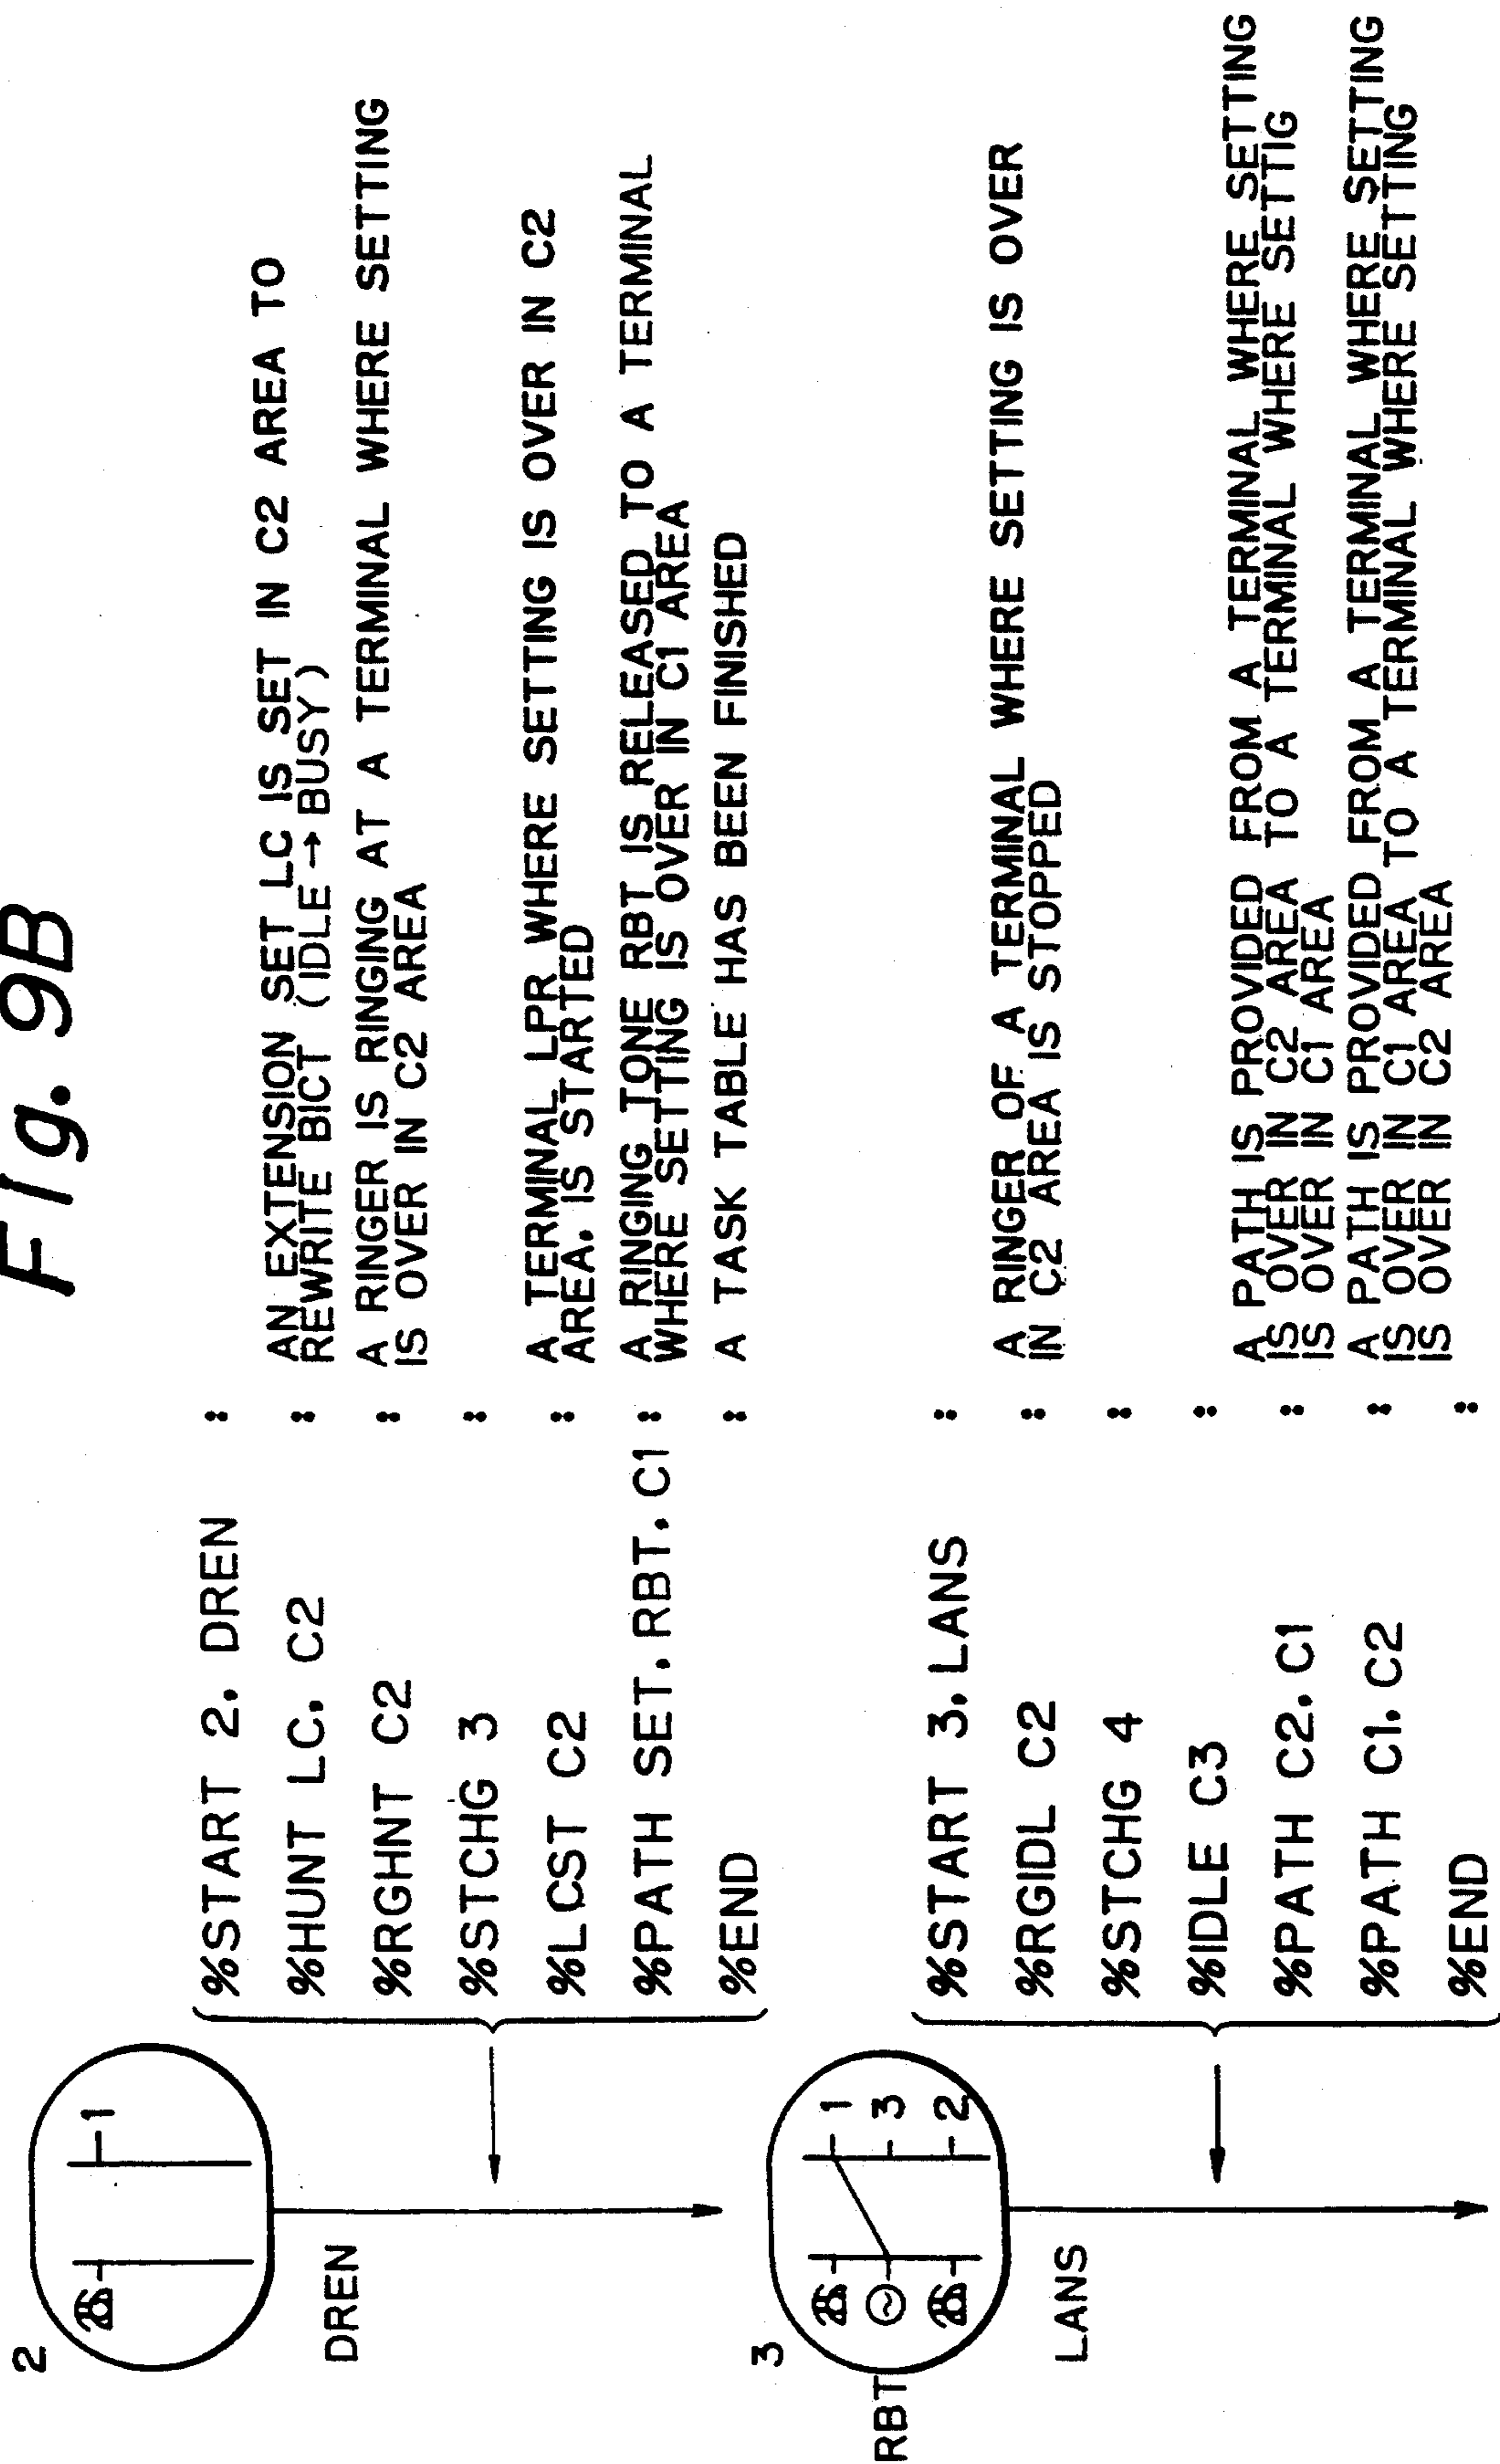 Fig. 9B
2
1
DREN
%START 2. DREN :
%HUNT LC. C2 : AN EXTENSION SET LC IS SET IN C2 AREA TO
REWRITE BICT (IDLE → BUSY)
%RGHNT C2 : A RINGER IS RINGING AT A TERMINAL WHERE SETTING
IS OVER IN C2 AREA
%STCHG 3 :
%LCST C2 : A TERMINAL LPR WHERE SETTING IS OVER IN C2
AREA. IS STARTED
%PATH SET. RBT. C1 : A RINGING TONE RBT IS RELEASED TO A TERMINAL
WHERE SETTING IS OVER IN C1 AREA
%END : A TASK TABLE HAS BEEN FINISHED
3
RBT
1
3
2
LANS
%START 3. LANS :
%RGIDL C2 : A RINGER OF A TERMINAL WHERE SETTING IS OVER
IN C2 AREA IS STOPPED
%STCHG 4 :
%IDLE C3 :
%PATH C2. C1 : A PATH IS PROVIDED FROM A TERMINAL WHERE SETTING
IS OVER IN C2 AREA TO A TERMINAL WHERE SETTIG
IS OVER IN C1 AREA
%PATH C1. C2 : A PATH IS PROVIDED FROM A TERMINAL WHERE SETTING
IS OVER IN C1 AREA TO A TERMINAL WHERE SETTING
IS OVER IN C2 AREA
%END :